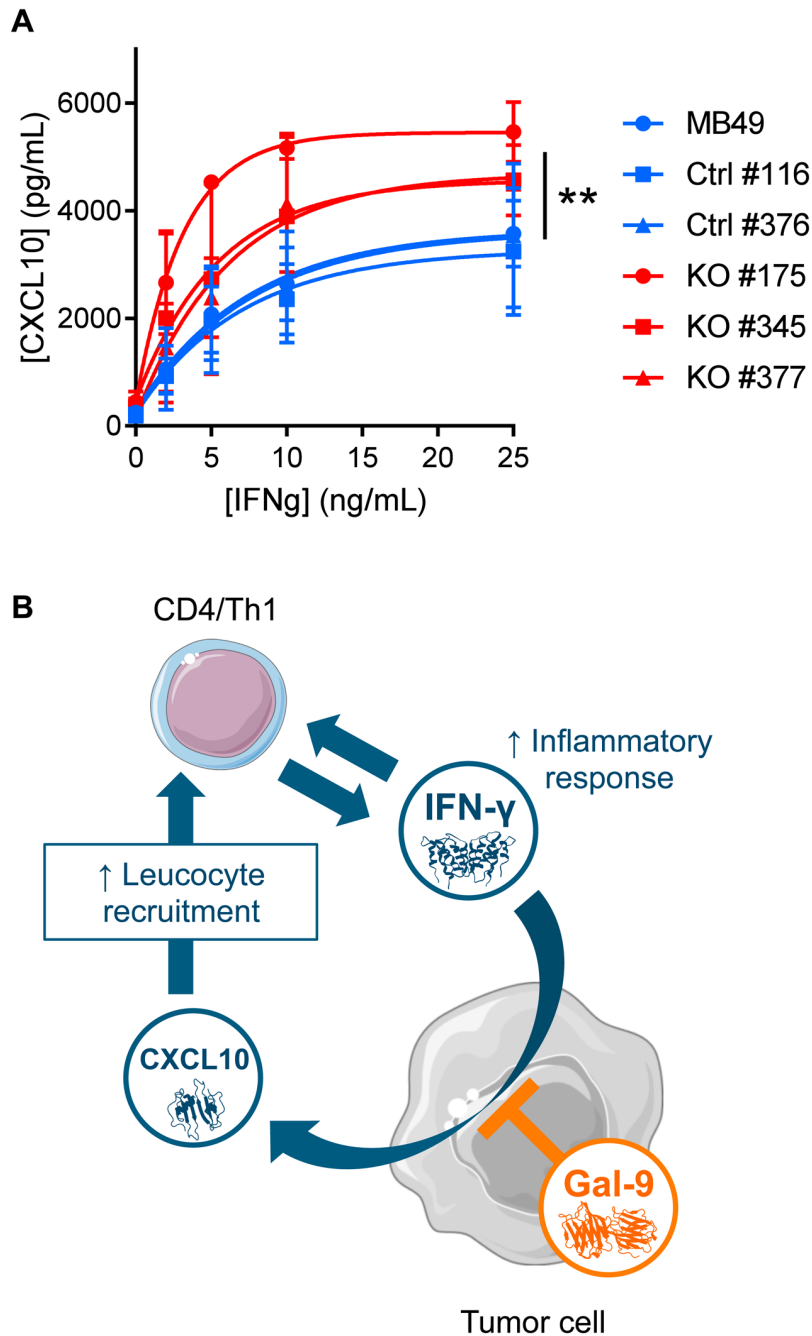 A
[CXCL10] (pg/mL)
6000
4000
2000
0
0 5 10 15 20 25
[IFNg] (ng/mL)
**
MB49
Ctrl #116
Ctrl #376
KO #175
KO #345
KO #377
B
CD4/Th1
↑ Inflammatory
response
IFN-γ
↑ Leucocyte
recruitment
CXCL10
Gal-9
Tumor cell